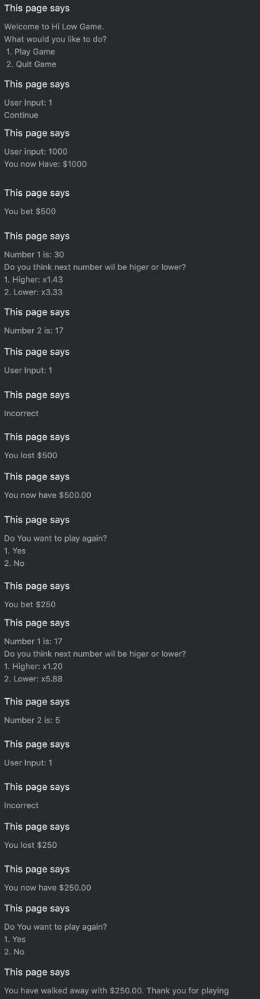 This page says
Welcome to Hi Low Game.
What would you like to do?
1. Play Game
2. Quit Game
This page says
User Input: 1
Continue
This page says
User input: 1000
You now Have: $1000
This page says
You bet $500
This page says
Number 1 is: 30
Do you think next number wil be higer or lower?
1. Higher: x1.43
2. Lower: x3.33
This page says
Number 2 is: 17
This page says
User Input: 1
This page says
Incorrect
This page says
You lost $500
This page says
You now have $500.00
This page says
Do You want to play again?
1. Yes
2. No
This page says
You bet $250
This page says
Number 1 is: 17
Do you think next number wil be higer or lower?
1. Higher: x1.20
2. Lower: x5.88
This page says
Number 2 is: 5
This page says
User Input: 1
This page says
Incorrect
This page says
You lost $250
This page says
You now have $250.00
This page says
Do You want to play again?
1. Yes
2. No
This page says
You have walked away with $250.00. Thank you for playing